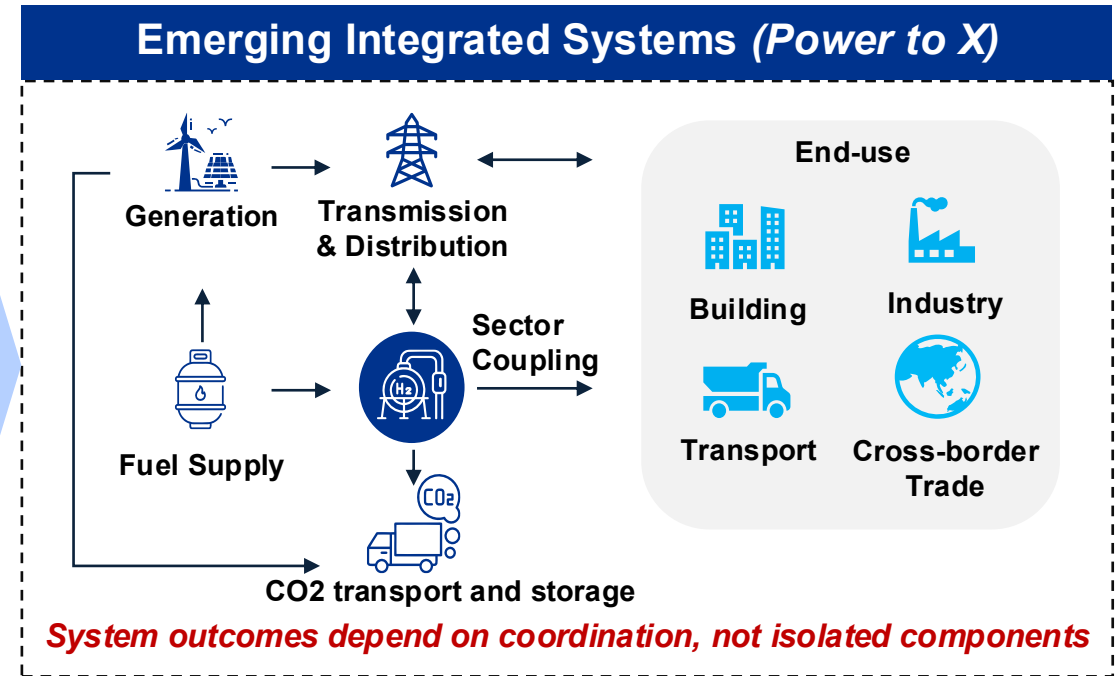 Emerging Integrated Systems (Power to X)
End-use
Generation
Transmission
& Distribution
Building
Industry
Sector
Coupling
H2
Fuel Supply
Transport
Cross-border
Trade
CO2
CO2 transport and storage
System outcomes depend on coordination, not isolated components